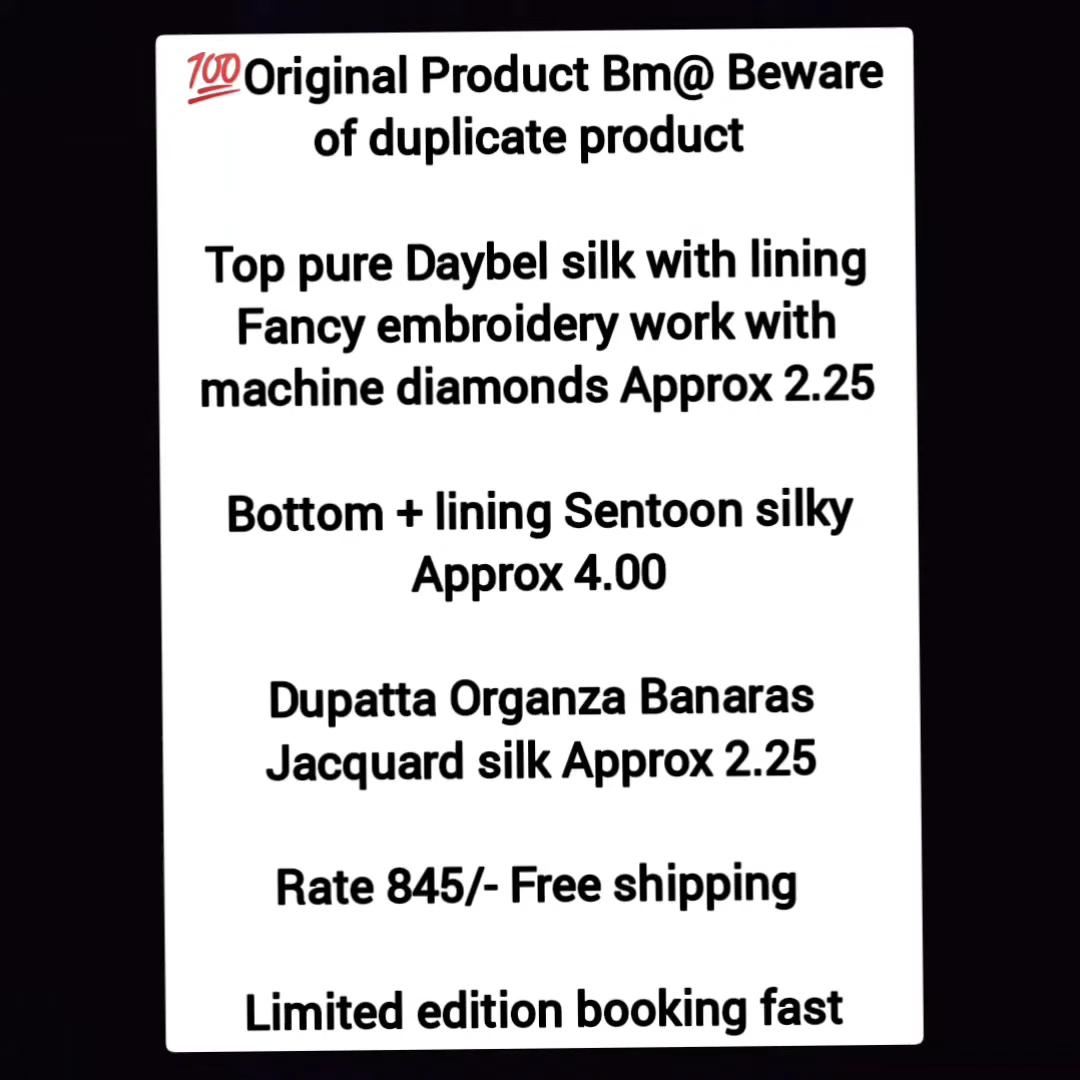 💯Original Product Bm@ Beware
of duplicate product
Top pure Daybel silk with lining
Fancy embroidery work with
machine diamonds Approx 2.25
Bottom + lining Sentoon silky
Approx 4.00
Dupatta Organza Banaras
Jacquard silk Approx 2.25
Rate 845/- Free shipping
Limited edition booking fast